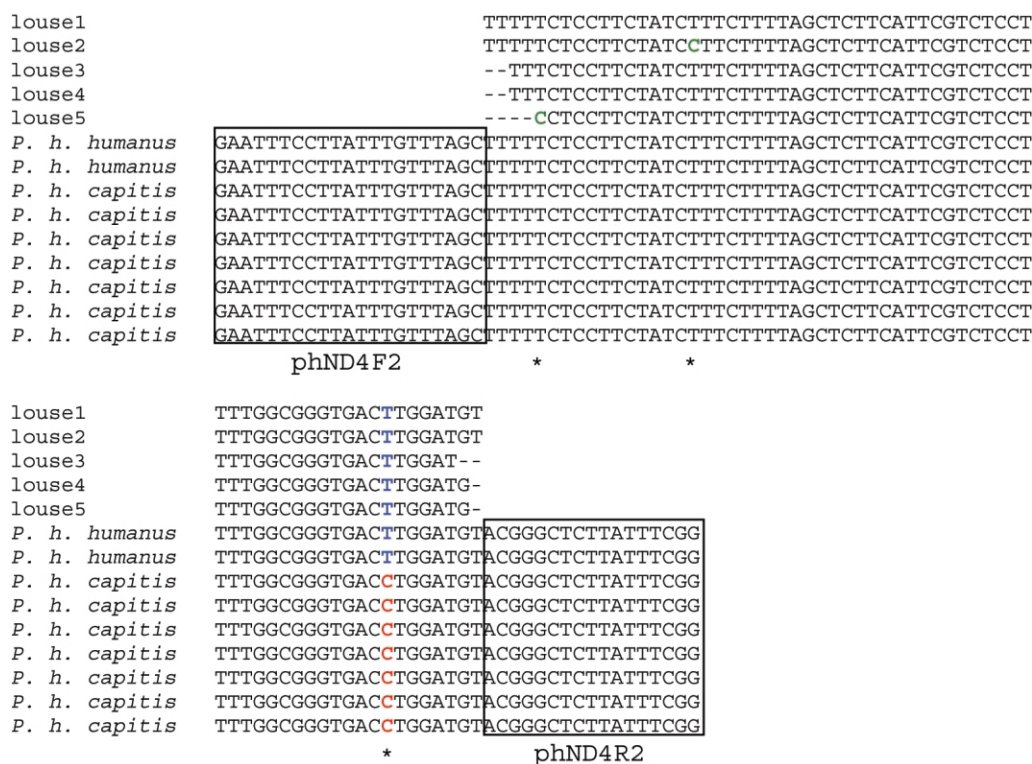 louse1 TTTTTCTCCTTCTATCTTTCTTTTAGCTCTTCATTCGTCTCCT
louse2 TTTTTCTCCTTCTATCCTTCTTTTAGCTCTTCATTCGTCTCCT
louse3 --TTTCTCCTTCTATCTTTCTTTTAGCTCTTCATTCGTCTCCT
louse4 --TTTCTCCTTCTATCTTTCTTTTAGCTCTTCATTCGTCTCCT
louse5 ----CCTCCTTCTATCTTTCTTTTAGCTCTTCATTCGTCTCCT
P. h. humanus GAATTTCCTTATTTGTTTAGCTTTTTCTCCTTCTATCTTTCTTTTAGCTCTTCATTCGTCTCCT
P. h. humanus GAATTTCCTTATTTGTTTAGCTTTTTCTCCTTCTATCTTTCTTTTAGCTCTTCATTCGTCTCCT
P. h. capitis GAATTTCCTTATTTGTTTAGCTTTTTCTCCTTCTATCTTTCTTTTAGCTCTTCATTCGTCTCCT
P. h. capitis GAATTTCCTTATTTGTTTAGCTTTTTCTCCTTCTATCTTTCTTTTAGCTCTTCATTCGTCTCCT
P. h. capitis GAATTTCCTTATTTGTTTAGCTTTTTCTCCTTCTATCTTTCTTTTAGCTCTTCATTCGTCTCCT
P. h. capitis GAATTTCCTTATTTGTTTAGCTTTTTCTCCTTCTATCTTTCTTTTAGCTCTTCATTCGTCTCCT
P. h. capitis GAATTTCCTTATTTGTTTAGCTTTTTCTCCTTCTATCTTTCTTTTAGCTCTTCATTCGTCTCCT
P. h. capitis GAATTTCCTTATTTGTTTAGCTTTTTCTCCTTCTATCTTTCTTTTAGCTCTTCATTCGTCTCCT
P. h. capitis GAATTTCCTTATTTGTTTAGCTTTTTCTCCTTCTATCTTTCTTTTAGCTCTTCATTCGTCTCCT
phND4F2 * *
louse1 TTTGGCGGGTGACTTGGATGT
louse2 TTTGGCGGGTGACTTGGATGT
louse3 TTTGGCGGGTGACTTGGAT--
louse4 TTTGGCGGGTGACTTGGATG-
louse5 TTTGGCGGGTGACTTGGATG-
P. h. humanus TTTGGCGGGTGACTTGGATGTACGGGCTCTTATTTCGG
P. h. humanus TTTGGCGGGTGACTTGGATGTACGGGCTCTTATTTCGG
P. h. capitis TTTGGCGGGTGACCTGGATGTACGGGCTCTTATTTCGG
P. h. capitis TTTGGCGGGTGACCTGGATGTACGGGCTCTTATTTCGG
P. h. capitis TTTGGCGGGTGACCTGGATGTACGGGCTCTTATTTCGG
P. h. capitis TTTGGCGGGTGACCTGGATGTACGGGCTCTTATTTCGG
P. h. capitis TTTGGCGGGTGACCTGGATGTACGGGCTCTTATTTCGG
P. h. capitis TTTGGCGGGTGACCTGGATGTACGGGCTCTTATTTCGG
P. h. capitis TTTGGCGGGTGACCTGGATGTACGGGCTCTTATTTCGG
* phND4R2